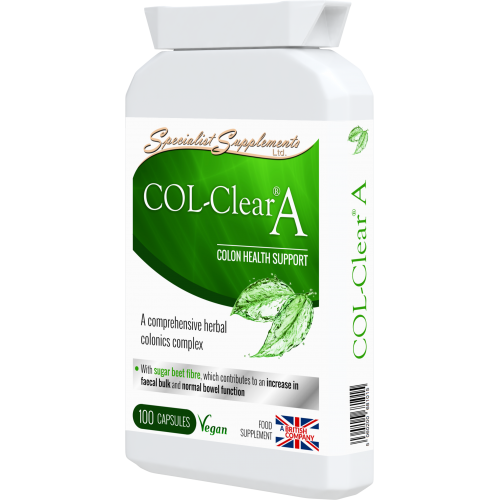 Specialist Supplements
Ltd.
COL-Clear® A
COLON HEALTH SUPPORT
A comprehensive herbal
colonics complex
• With sugar beet fibre, which contributes to an increase in
faecal bulk and normal bowel function
100 CAPSULES
Vegan
FOOD
SUPPLEMENT
A
BRITISH
COMPANY
COL-Clear® A